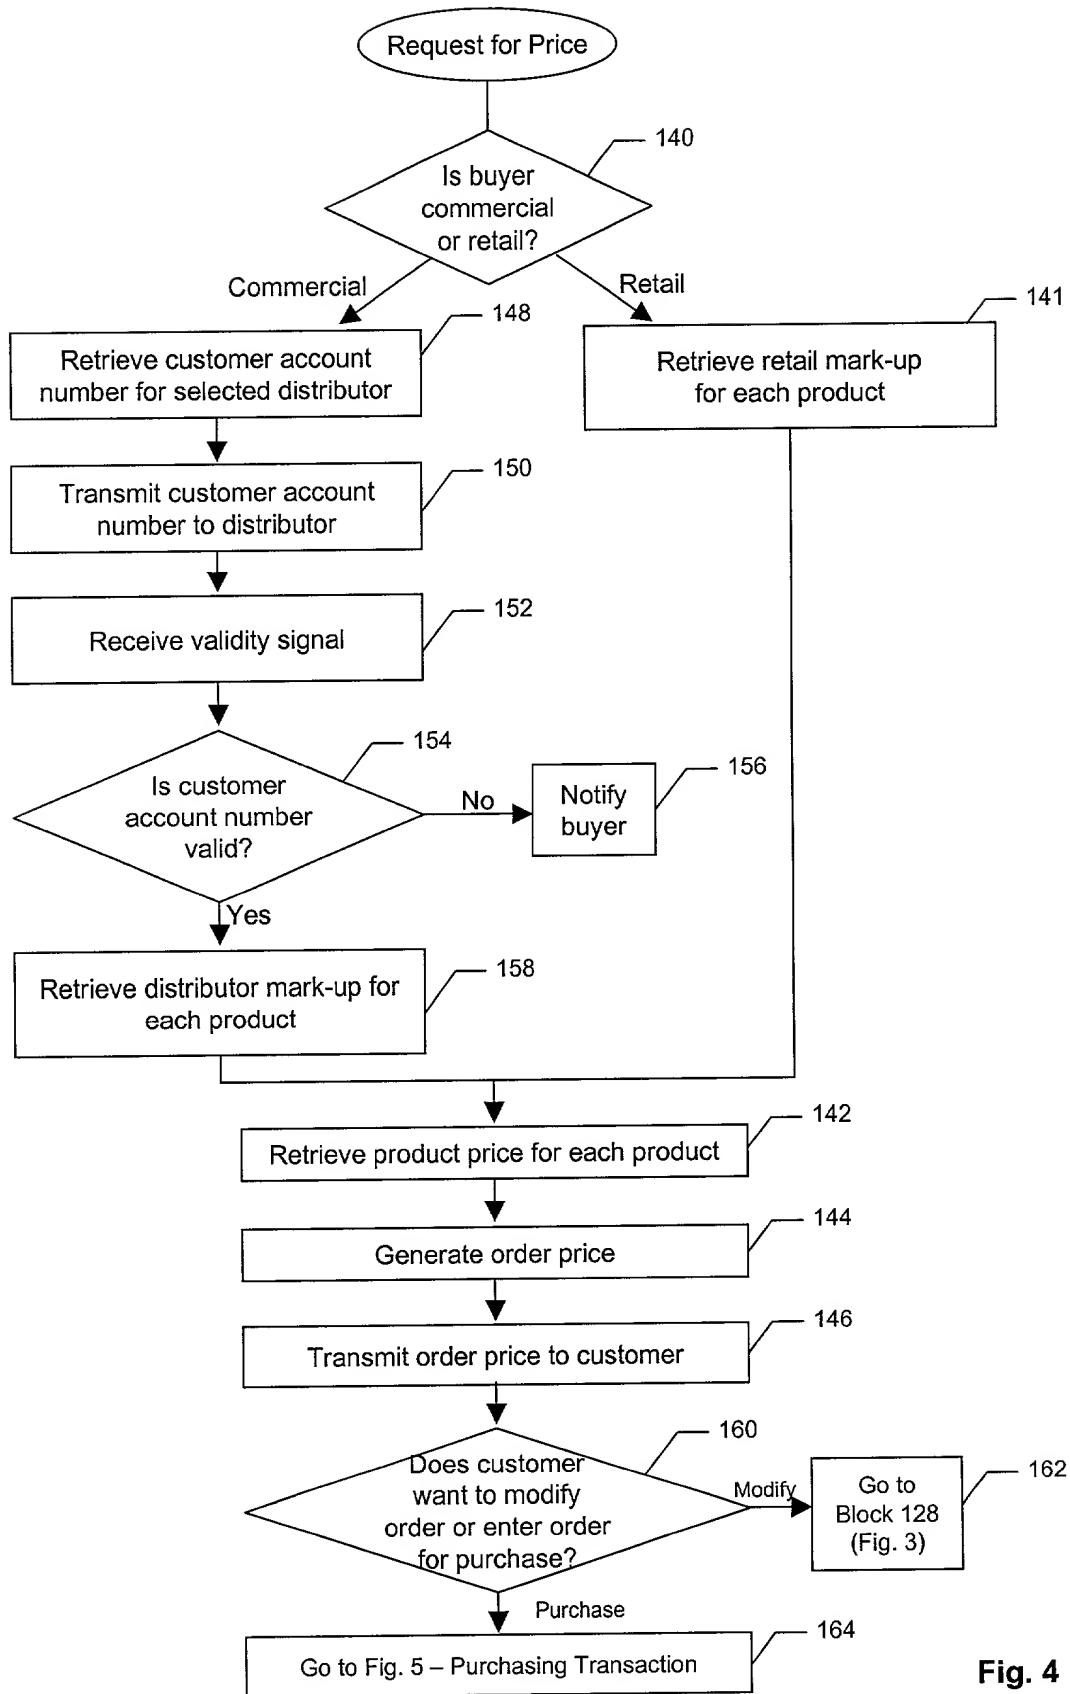 Request for Price
140
Is buyer
commercial
or retail?
Commercial
Retail
148
141
Retrieve customer account
number for selected distributor
Retrieve retail mark-up
for each product
150
Transmit customer account
number to distributor
152
Receive validity signal
154
Is customer
account number
valid?
No
156
Notify
buyer
Yes
158
Retrieve distributor mark-up for
each product
142
Retrieve product price for each product
144
Generate order price
146
Transmit order price to customer
160
Does customer
want to modify
order or enter order
for purchase?
Modify
162
Go to
Block 128
(Fig. 3)
Purchase
164
Go to Fig. 5 – Purchasing Transaction
Fig. 4